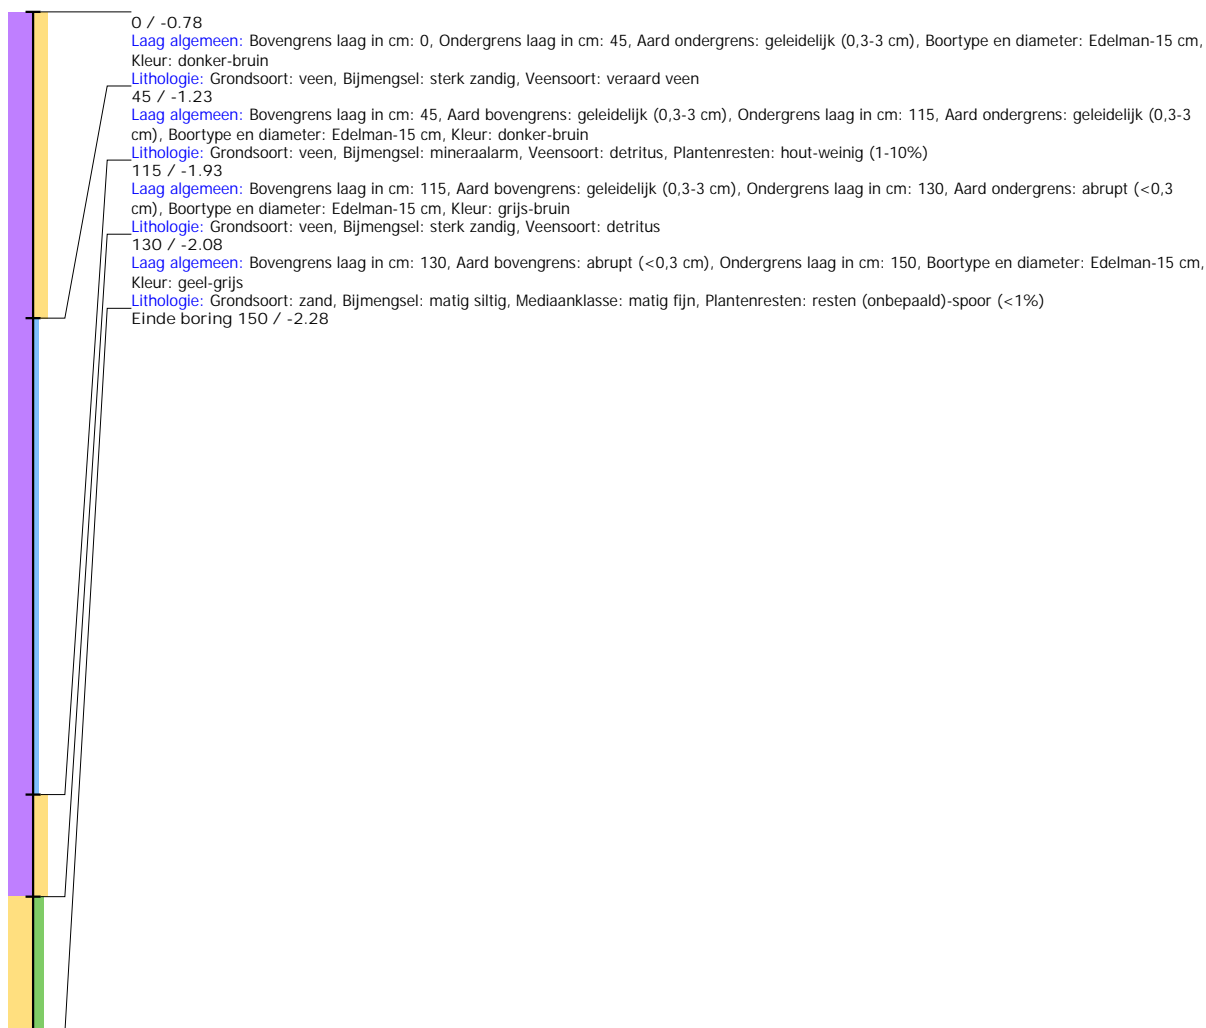 0 / -0.78
Laag algemeen: Bovengrens laag in cm: 0, Ondergrens laag in cm: 45, Aard ondergrens: geleidelijk (0,3-3 cm), Boortype en diameter: Edelman-15 cm,
Kleur: donker-bruin
Lithologie: Grondsoort: veen, Bijmengsel: sterk zandig, Veensoort: veraard veen
45 / -1.23
Laag algemeen: Bovengrens laag in cm: 45, Aard bovengrens: geleidelijk (0,3-3 cm), Ondergrens laag in cm: 115, Aard ondergrens: geleidelijk (0,3-3
cm), Boortype en diameter: Edelman-15 cm, Kleur: donker-bruin
Lithologie: Grondsoort: veen, Bijmengsel: mineraalarm, Veensoort: detritus, Plantenresten: hout-weinig (1-10%)
115 / -1.93
Laag algemeen: Bovengrens laag in cm: 115, Aard bovengrens: geleidelijk (0,3-3 cm), Ondergrens laag in cm: 130, Aard ondergrens: abrupt (<0,3
cm), Boortype en diameter: Edelman-15 cm, Kleur: grijs-bruin
Lithologie: Grondsoort: veen, Bijmengsel: sterk zandig, Veensoort: detritus
130 / -2.08
Laag algemeen: Bovengrens laag in cm: 130, Aard bovengrens: abrupt (<0,3 cm), Ondergrens laag in cm: 150, Boortype en diameter: Edelman-15 cm,
Kleur: geel-grijs
Lithologie: Grondsoort: zand, Bijmengsel: matig siltig, Mediaanklasse: matig fijn, Plantenresten: resten (onbepaald)-spoor (<1%)
Einde boring 150 / -2.28